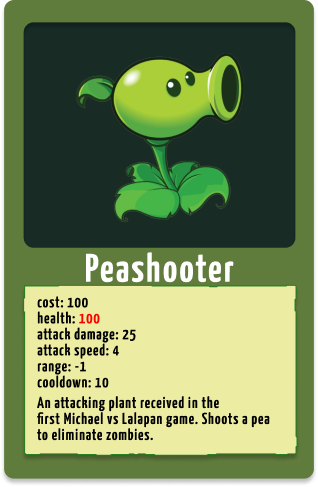 Peashooter
cost: 100
health: 100
attack damage: 25
attack speed: 4
range: -1
cooldown: 10
An attacking plant received in the
first Michael vs Lalapan game. Shoots a pea
to eliminate zombies.